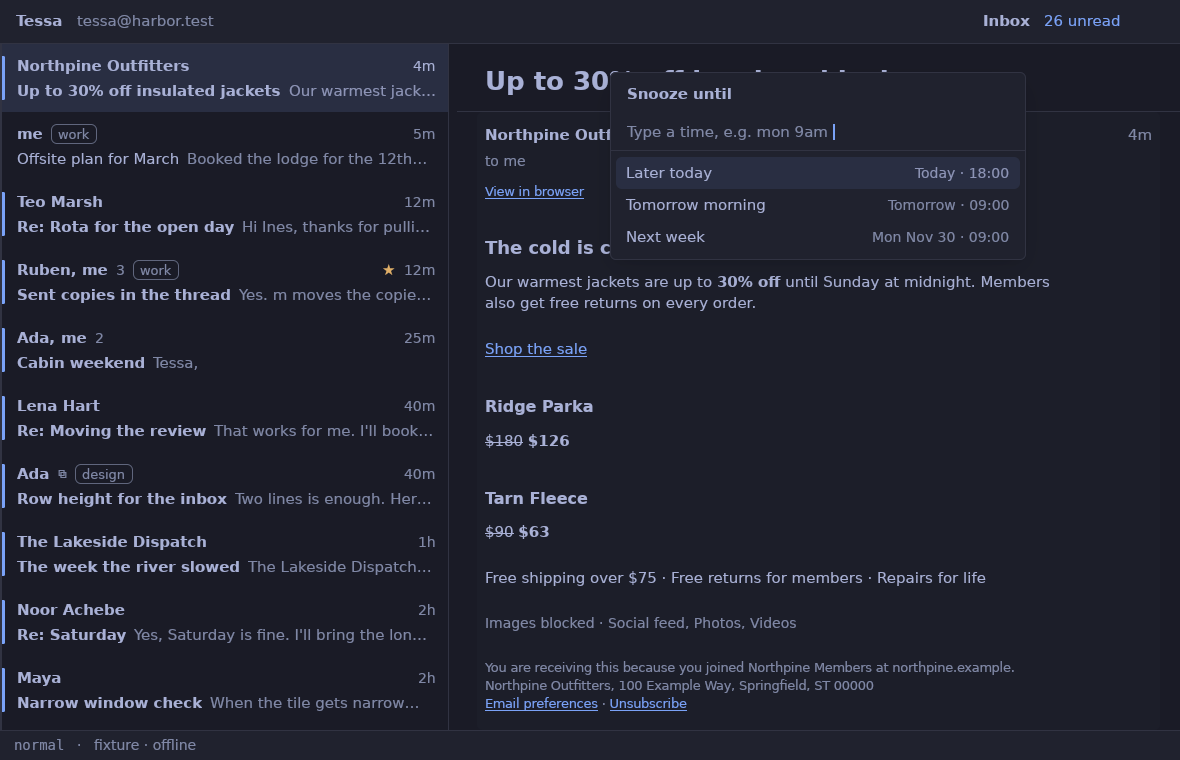 Tessa tessa@harbor.test
Inbox 26 unread
Northpine Outfitters 4m
Up to 30% off insulated jackets Our warmest jack…
me work 5m
Offsite plan for March Booked the lodge for the 12th…
Teo Marsh 12m
Re: Rota for the open day Hi Ines, thanks for pulli…
Ruben, me 3 work ★ 12m
Sent copies in the thread Yes. m moves the copie…
Ada, me 2 25m
Cabin weekend Tessa,
Lena Hart 40m
Re: Moving the review That works for me. I'll book…
Ada design 40m
Row height for the inbox Two lines is enough. Her…
The Lakeside Dispatch 1h
The week the river slowed The Lakeside Dispatch…
Noor Achebe 2h
Re: Saturday Yes, Saturday is fine. I'll bring the lon…
Maya 2h
Narrow window check When the tile gets narrow…
Up to 30%
Snooze until
Type a time, e.g. mon 9am
Later today Today · 18:00
Tomorrow morning Tomorrow · 09:00
Next week Mon Nov 30 · 09:00
Northpine Outf 4m
to me
View in browser
The cold is c
Our warmest jackets are up to 30% off until Sunday at midnight. Members
also get free returns on every order.
Shop the sale
Ridge Parka
$180 $126
Tarn Fleece
$90 $63
Free shipping over $75 · Free returns for members · Repairs for life
Images blocked · Social feed, Photos, Videos
You are receiving this because you joined Northpine Members at northpine.example.
Northpine Outfitters, 100 Example Way, Springfield, ST 00000
Email preferences · Unsubscribe
normal · fixture · offline